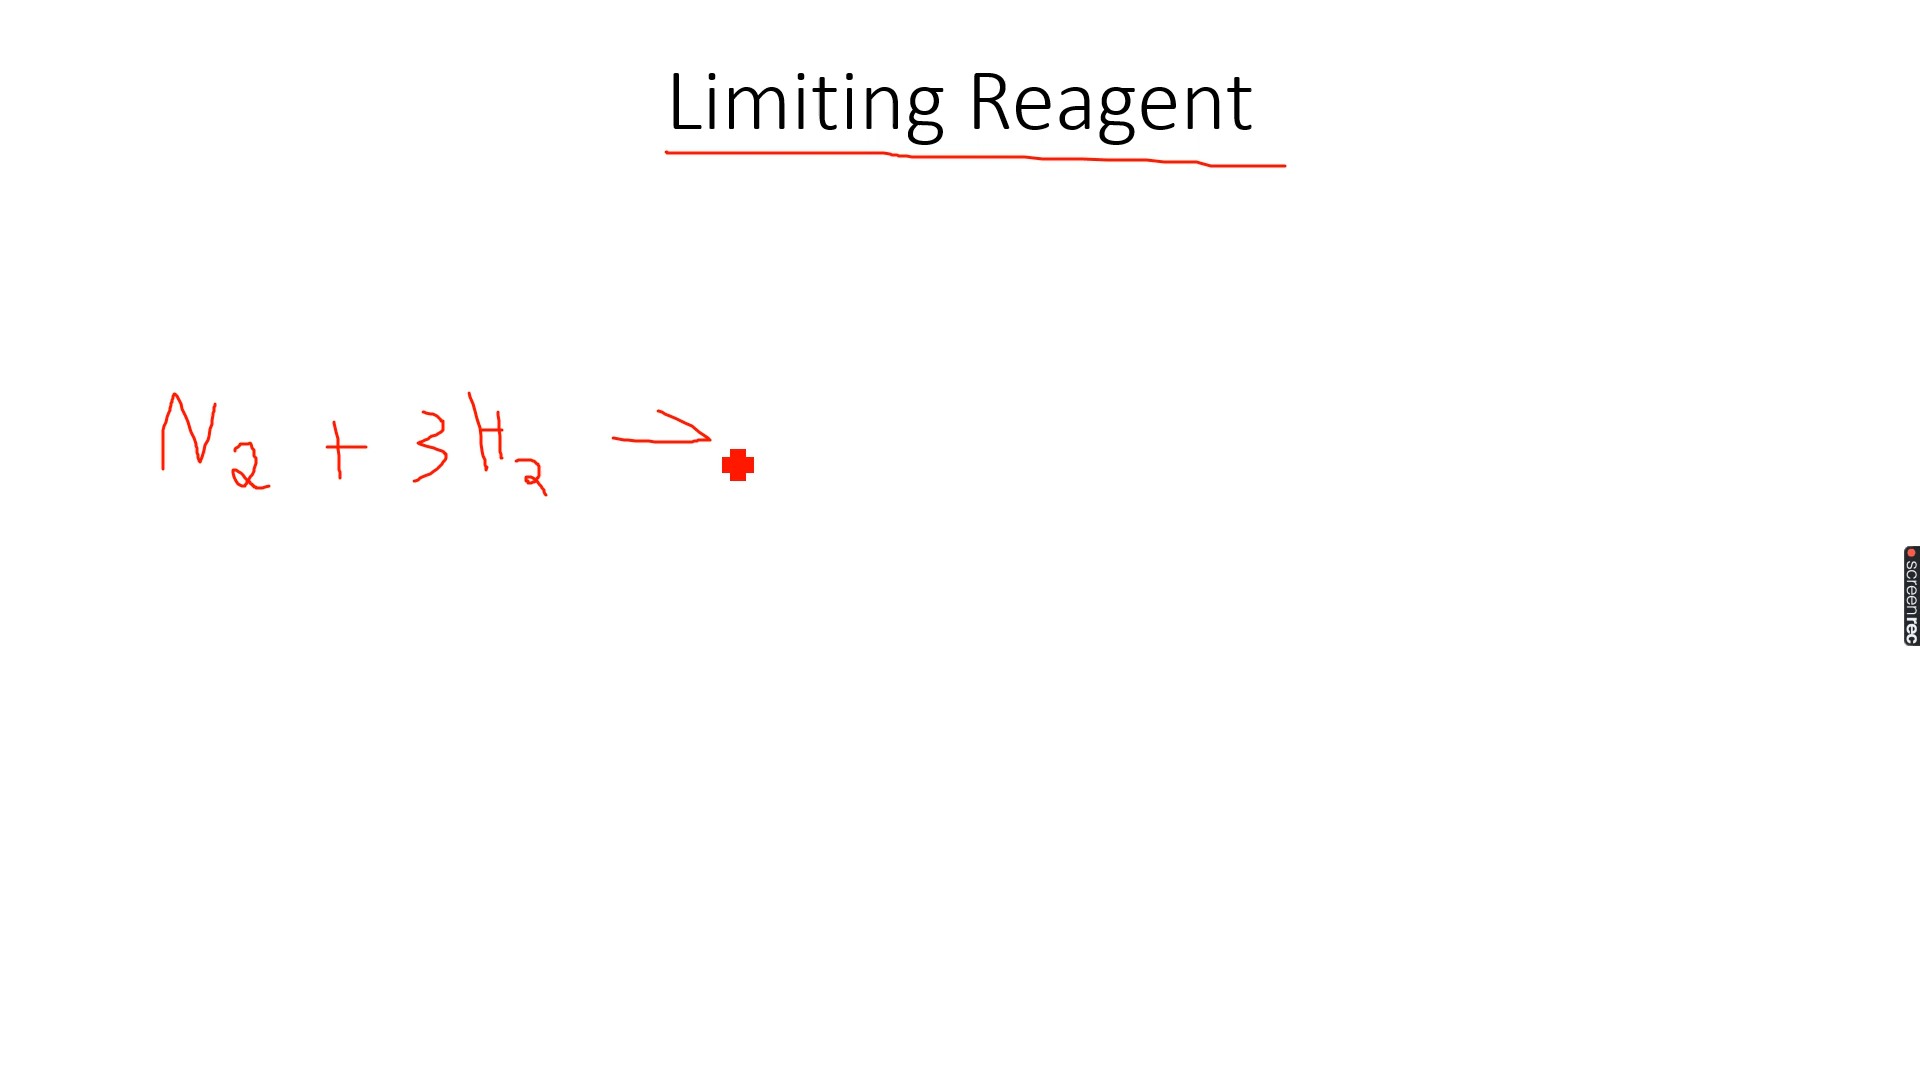 Limiting Reagent
N₂ + 3H₂ →
screenrec